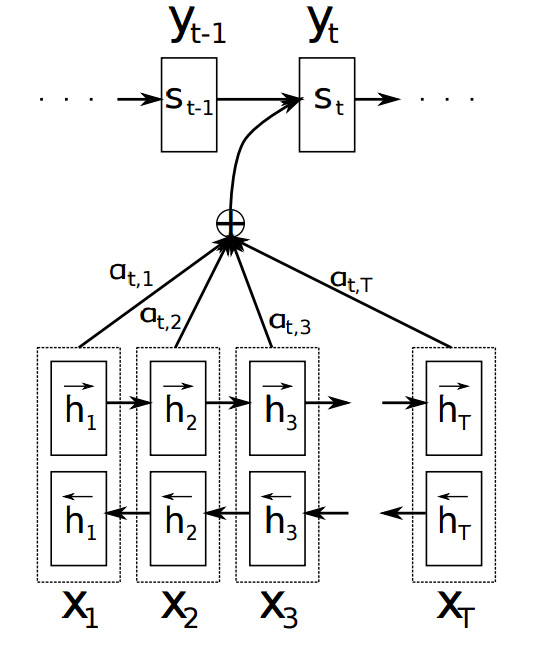 y_{t-1} y_t
. . . s_{t-1} s_t . . .
a_{t,1} a_{t,2} a_{t,3} a_{t,T}
\overrightarrow{h}_1 \overrightarrow{h}_2 \overrightarrow{h}_3 \overrightarrow{h}_T
\overleftarrow{h}_1 \overleftarrow{h}_2 \overleftarrow{h}_3 \overleftarrow{h}_T
x_1 x_2 x_3 x_T